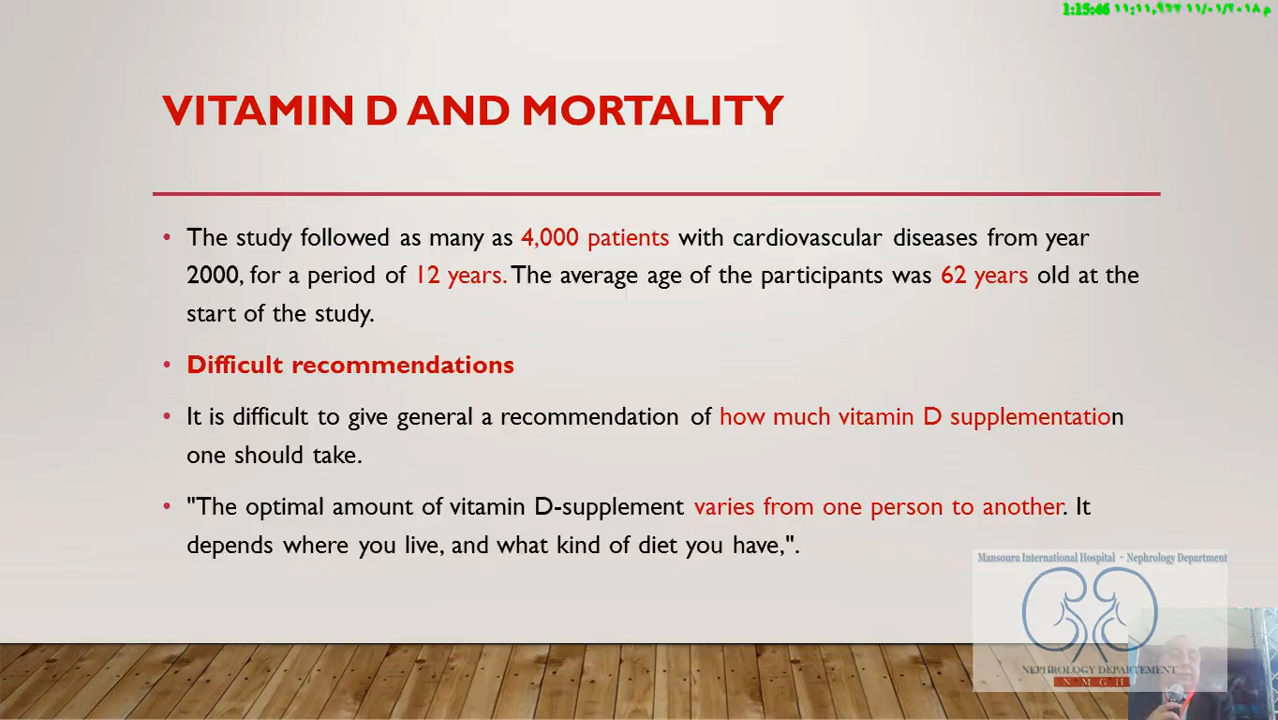 1:15:46
VITAMIN D AND MORTALITY
• The study followed as many as 4,000 patients with cardiovascular diseases from year
2000, for a period of 12 years. The average age of the participants was 62 years old at the
start of the study.
• Difficult recommendations
• It is difficult to give general a recommendation of how much vitamin D supplementation
one should take.
• "The optimal amount of vitamin D-supplement varies from one person to another. It
depends where you live, and what kind of diet you have,".
Mansoura International Hospital - Nephrology Department
NEPHROLOGY DEPARTEMENT
N M G H